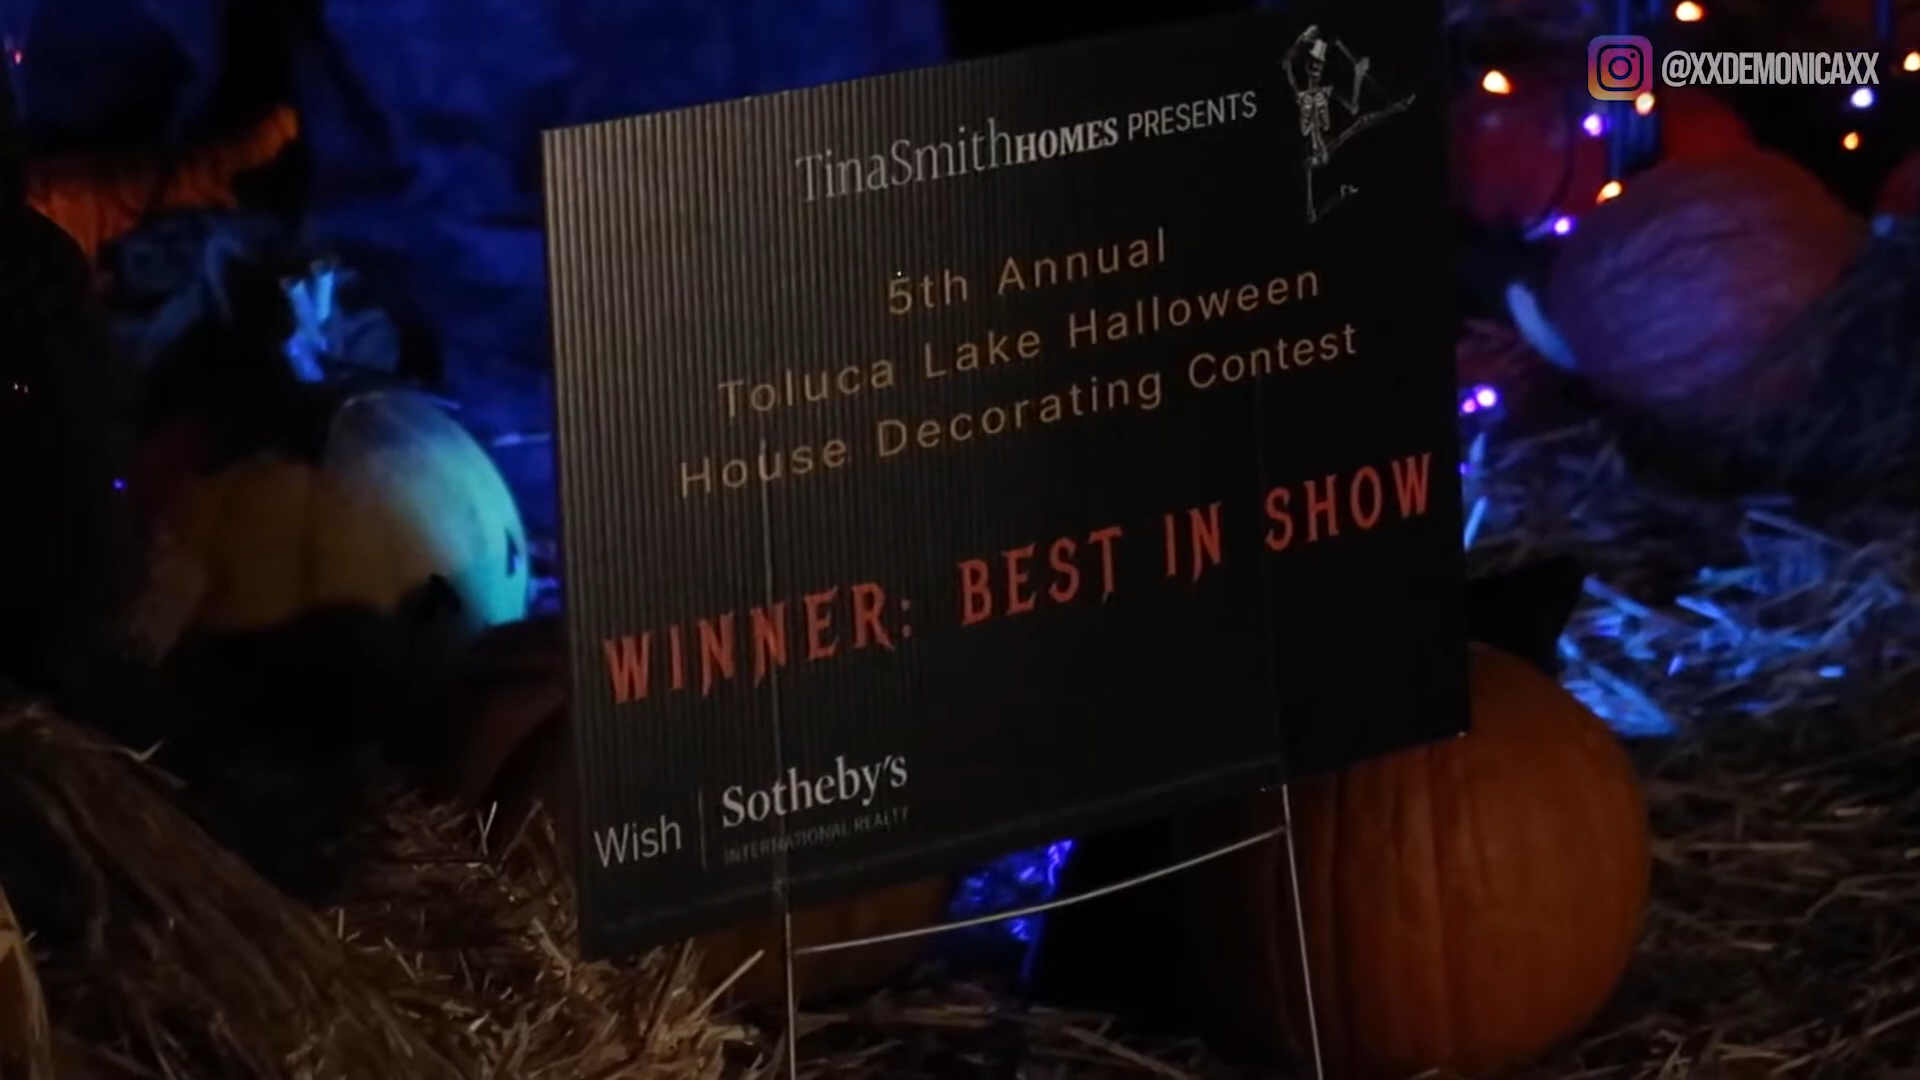 @XXDEMONICAXX
TinaSmithHOMES PRESENTS
5th Annual
Toluca Lake Halloween
House Decorating Contest
WINNER: BEST IN SHOW
Wish
Sotheby's
INTERNATIONAL REALTY